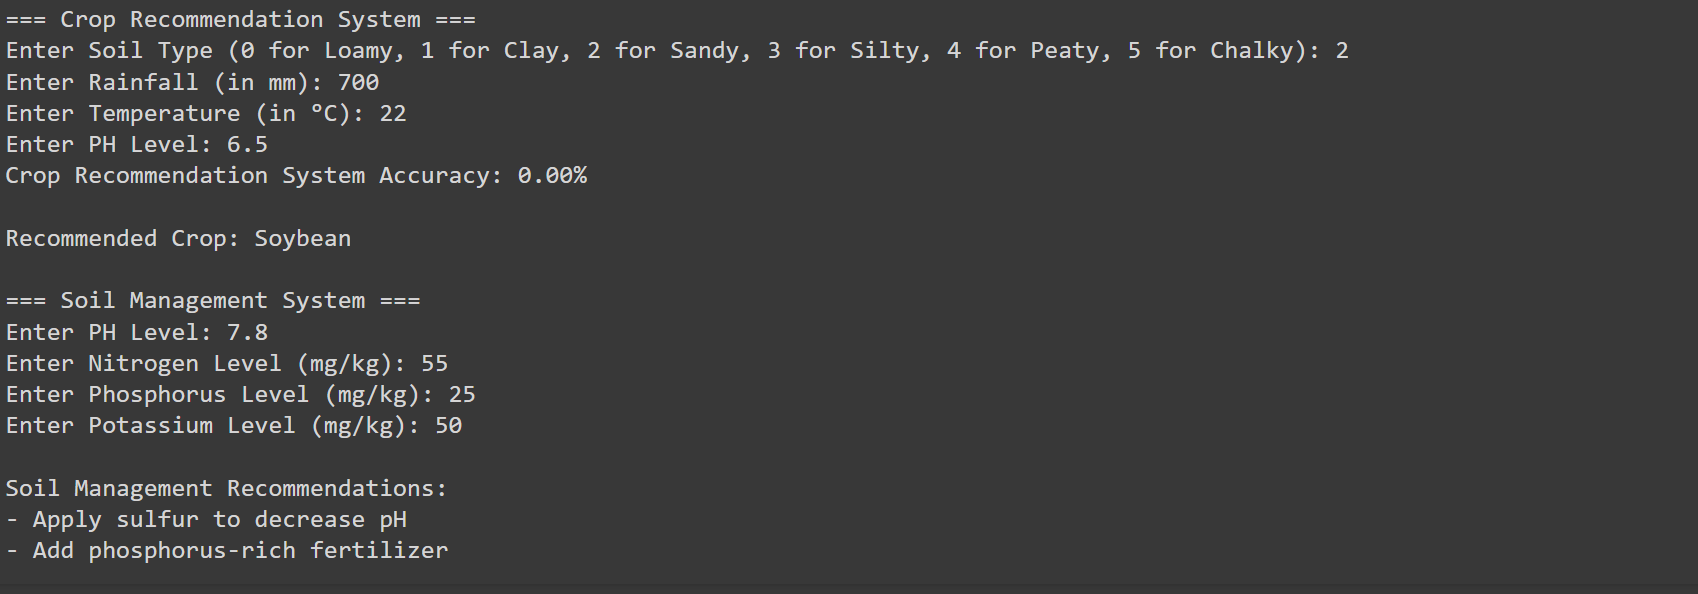 === Crop Recommendation System ===
Enter Soil Type (0 for Loamy, 1 for Clay, 2 for Sandy, 3 for Silty, 4 for Peaty, 5 for Chalky): 2
Enter Rainfall (in mm): 700
Enter Temperature (in °C): 22
Enter PH Level: 6.5
Crop Recommendation System Accuracy: 0.00%
Recommended Crop: Soybean
=== Soil Management System ===
Enter PH Level: 7.8
Enter Nitrogen Level (mg/kg): 55
Enter Phosphorus Level (mg/kg): 25
Enter Potassium Level (mg/kg): 50
Soil Management Recommendations:
- Apply sulfur to decrease pH
- Add phosphorus-rich fertilizer